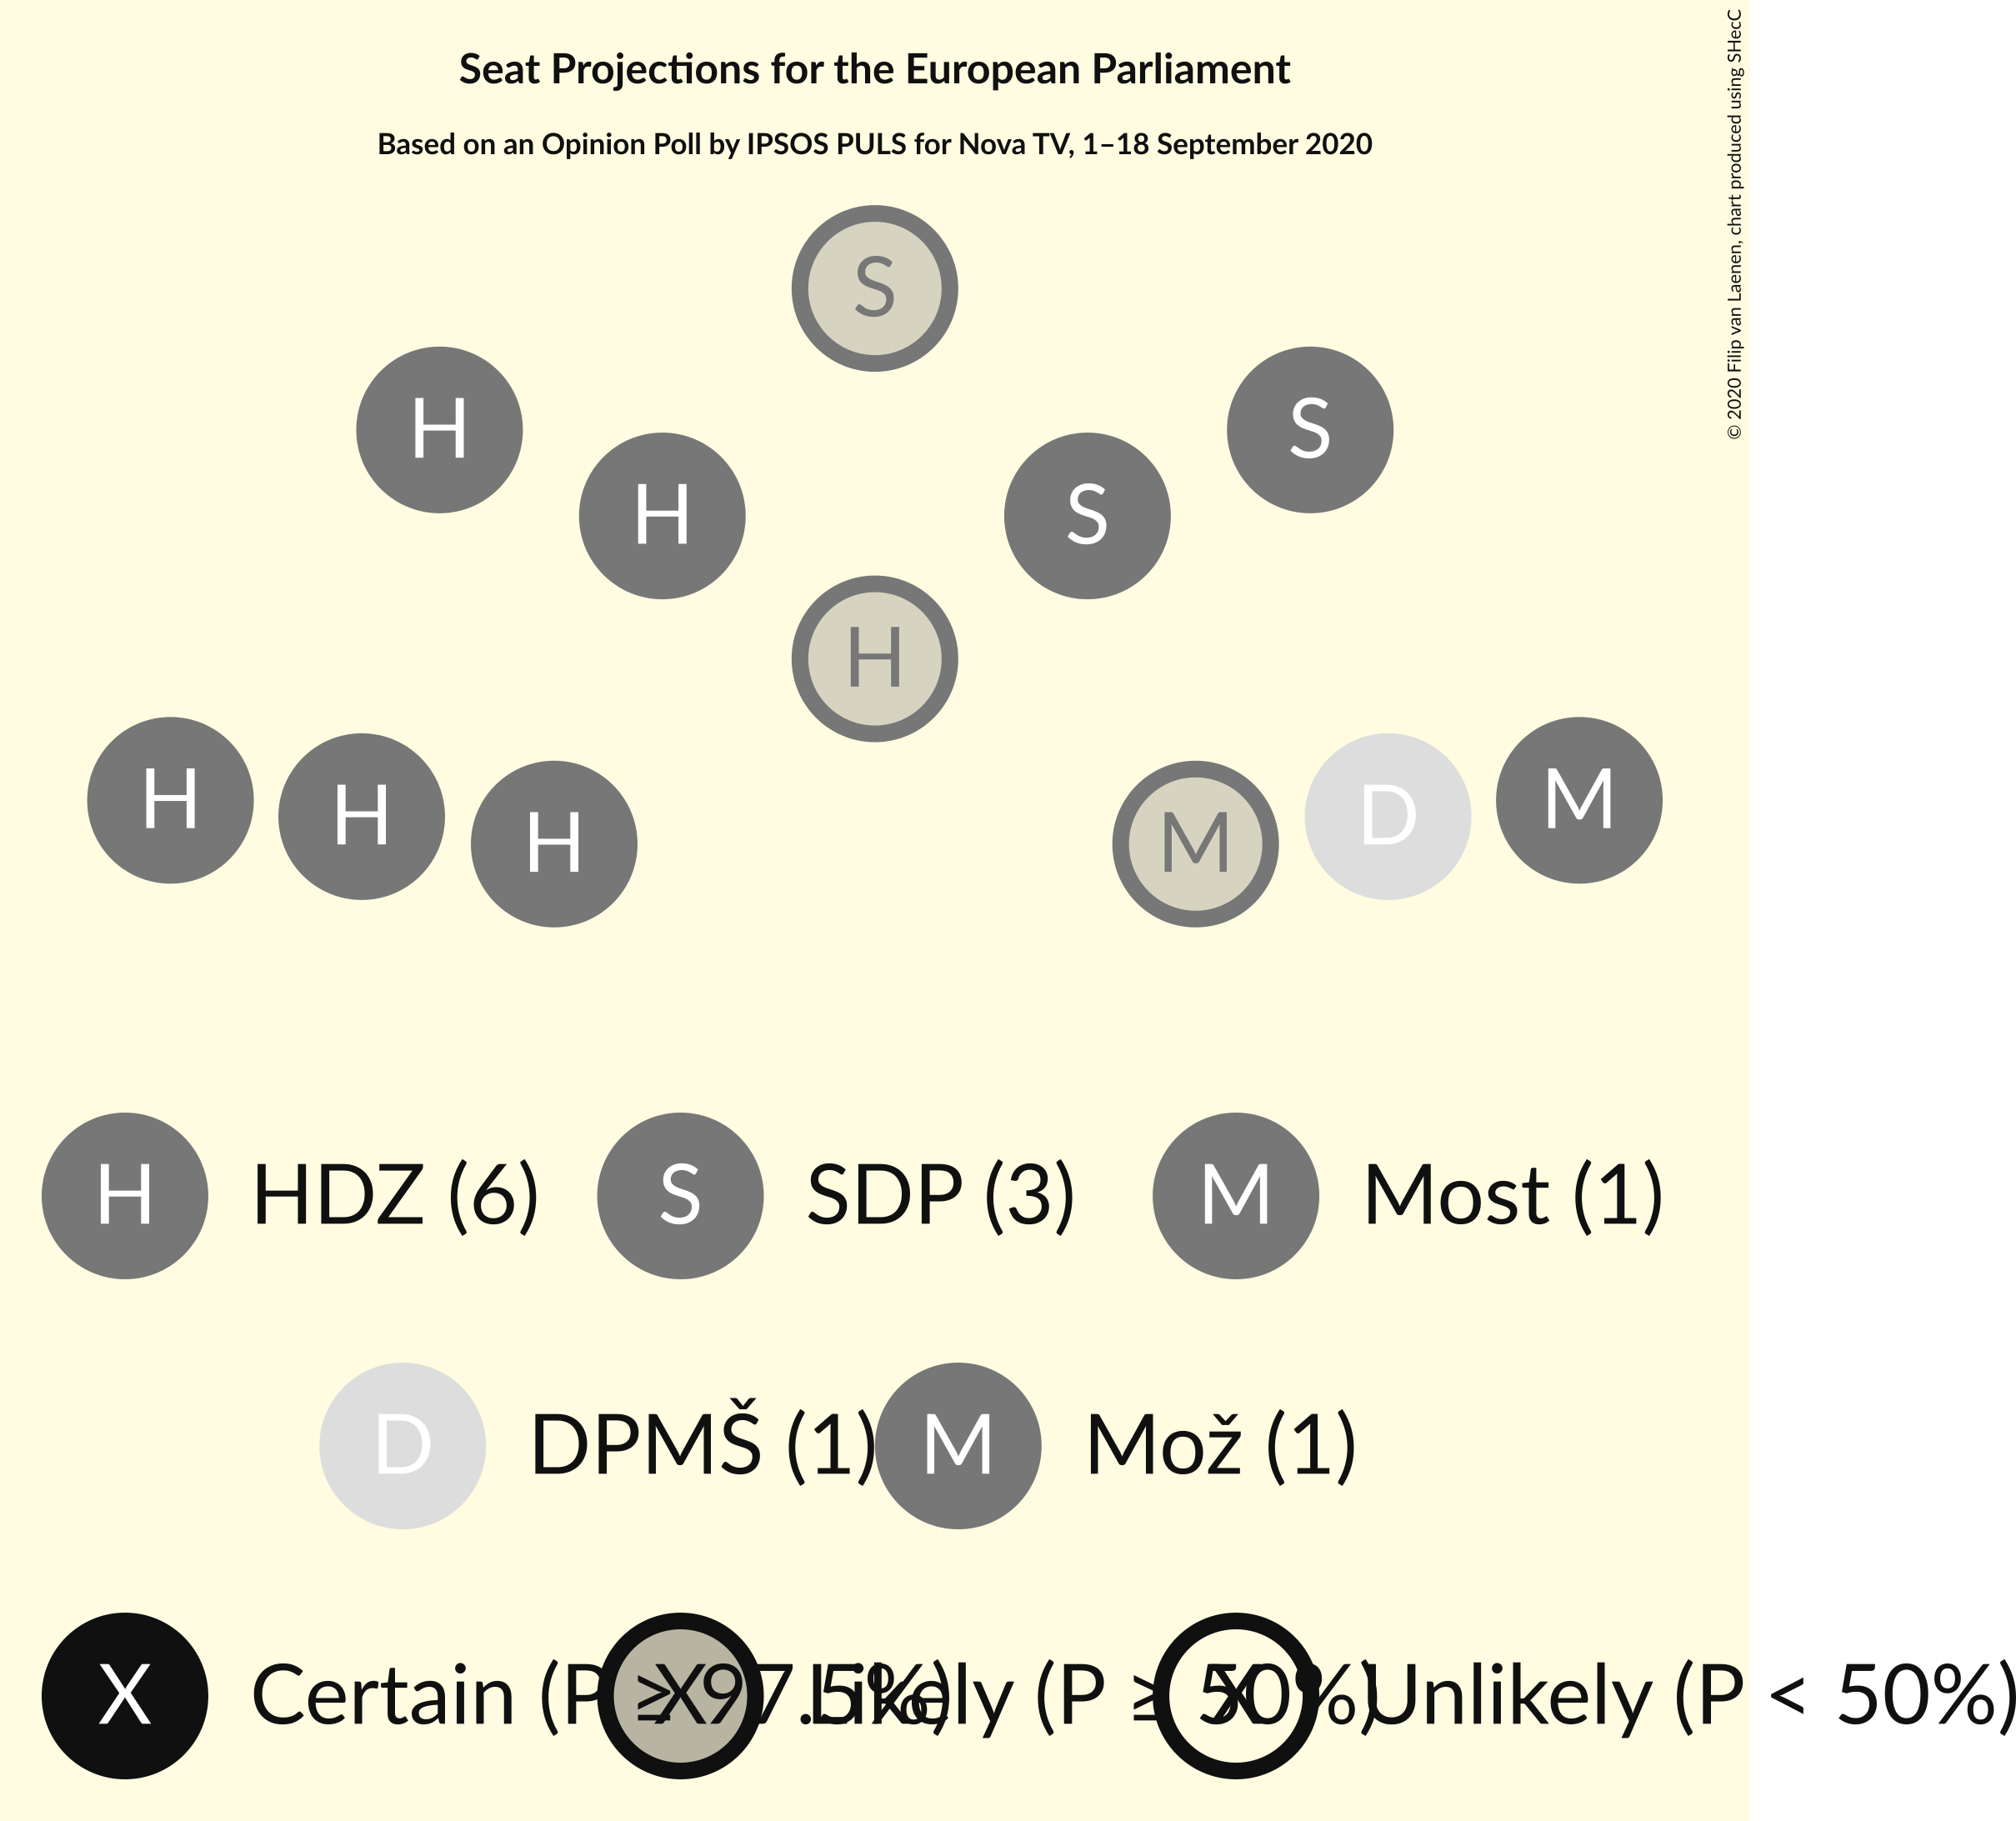 Seat Projections for the European Parliament
Based on an Opinion Poll by IPSOS PULS for Nova TV, 1–18 September 2020
© 2020 Filip van Laenen, chart produced using SHecC
S
H
S
H
S
H
H
H
H
M
D
M
H HDZ (6) S SDP (3) M Most (1)
D DPMŠ (1) M Mož (1)
X Certain (P ≥ 97.5%) X Likely (P ≥ 50%) X Unlikely (P < 50%)